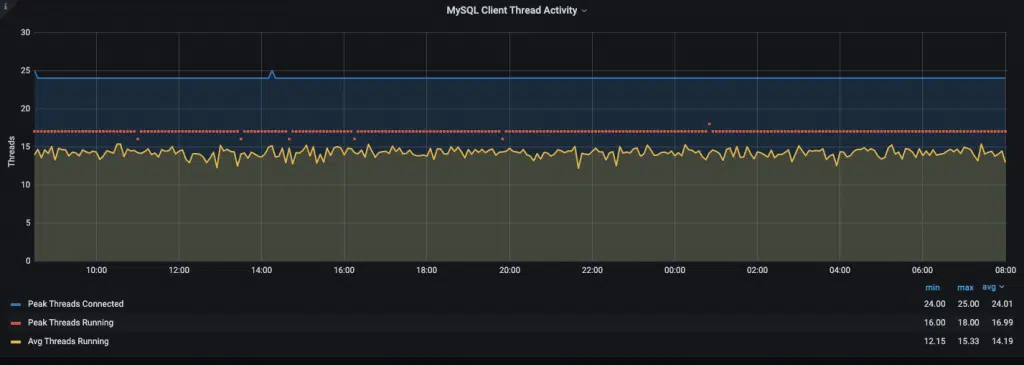 i
MySQL Client Thread Activity
30
25
20
15
10
5
0
Threads
10:00 12:00 14:00 16:00 18:00 20:00 22:00 00:00 02:00 04:00 06:00 08:00
min max avg
Peak Threads Connected 24.00 25.00 24.01
Peak Threads Running 16.00 18.00 16.99
Avg Threads Running 12.15 15.33 14.19